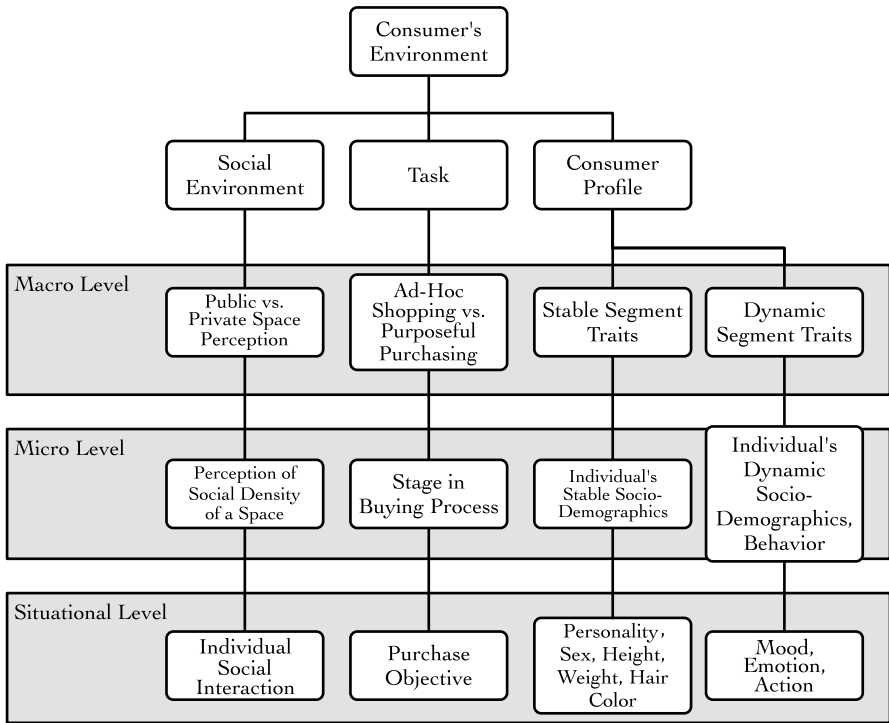 Consumer's
Environment
Social
Environment
Task
Consumer
Profile
Macro Level
Public vs.
Private Space
Perception
Ad-Hoc
Shopping vs.
Purposeful
Purchasing
Stable Segment
Traits
Dynamic
Segment Traits
Micro Level
Perception of
Social Density
of a Space
Stage in
Buying Process
Individual's
Stable Socio-
Demographics
Individual's
Dynamic
Socio-
Demographics,
Behavior
Situational Level
Individual
Social
Interaction
Purchase
Objective
Personality,
Sex, Height,
Weight, Hair
Color
Mood,
Emotion,
Action